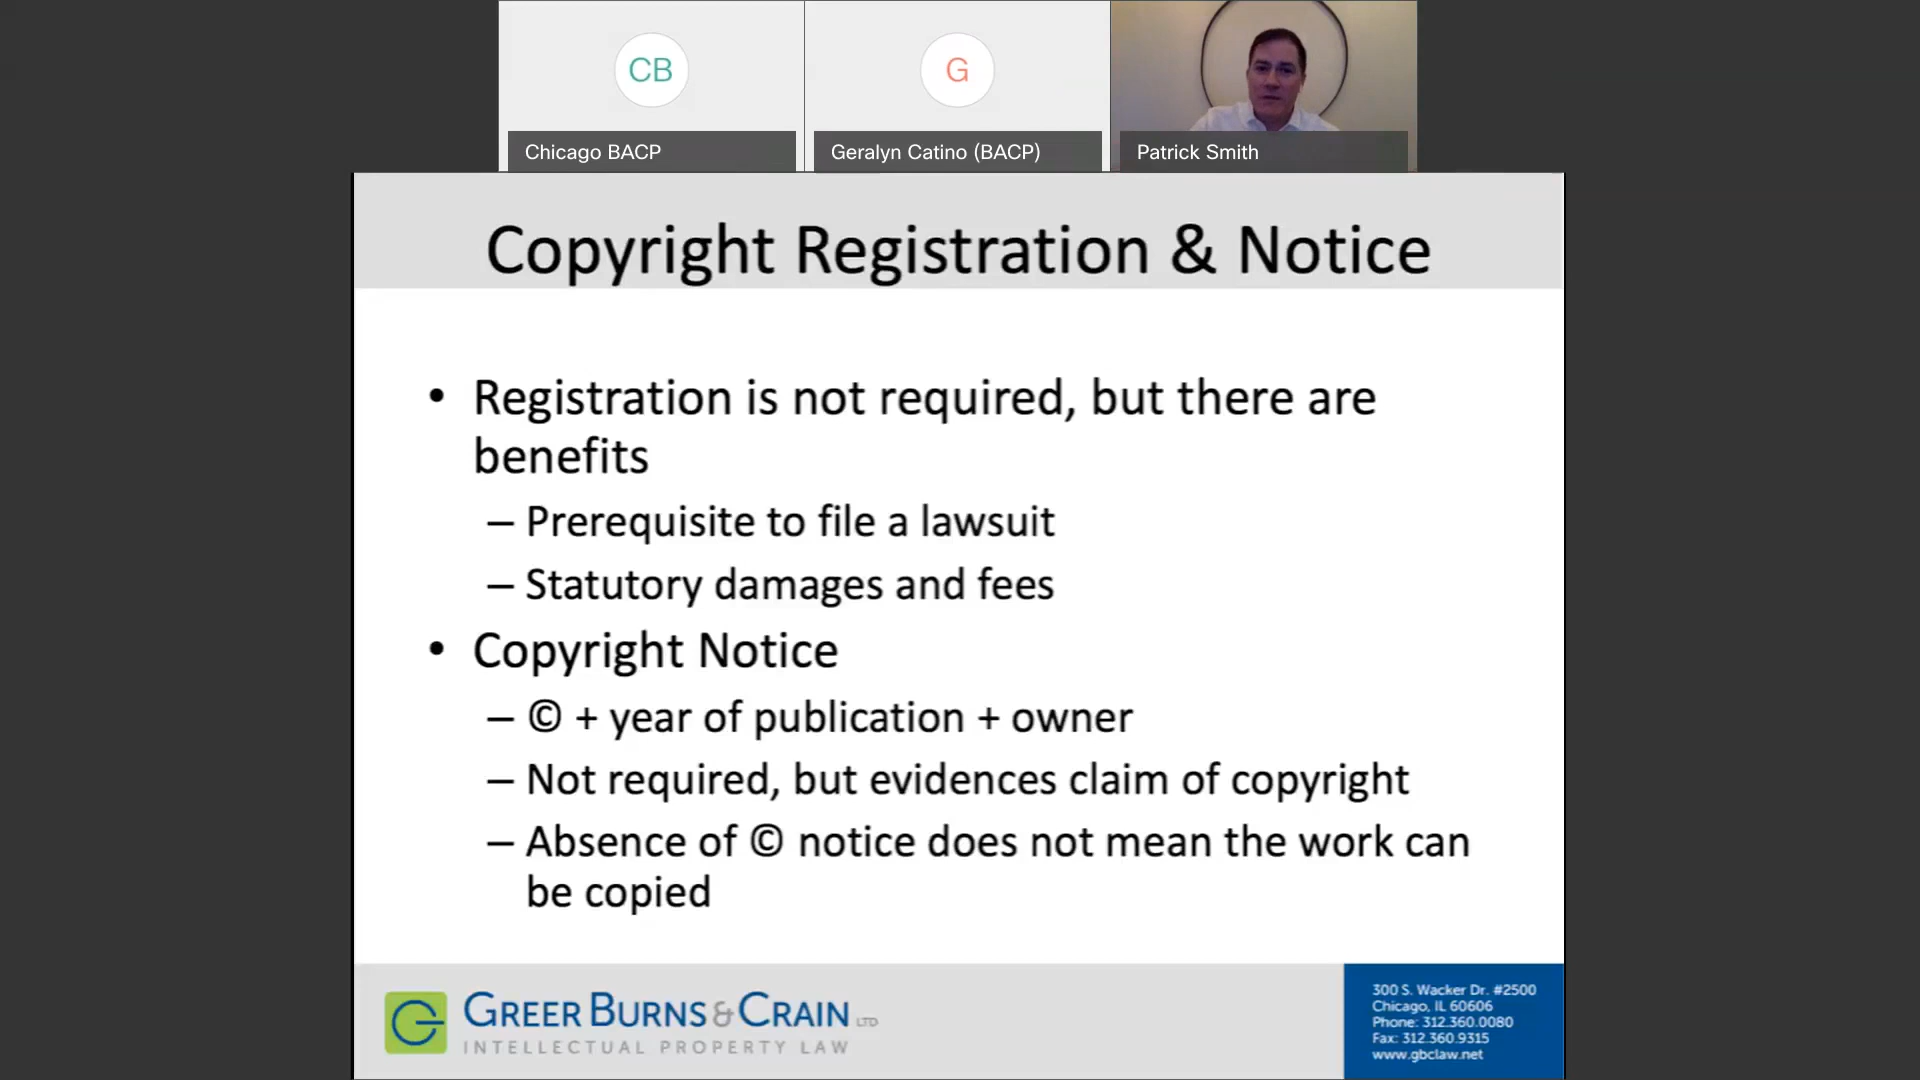 CB
G
Chicago BACP
Geralyn Catino (BACP)
Patrick Smith
Copyright Registration & Notice
• Registration is not required, but there are
benefits
– Prerequisite to file a lawsuit
– Statutory damages and fees
• Copyright Notice
– © + year of publication + owner
– Not required, but evidences claim of copyright
– Absence of © notice does not mean the work can
be copied
GREER BURNS & CRAIN LTD
INTELLECTUAL PROPERTY LAW
300 S. Wacker Dr. #2500
Chicago, IL 60606
Phone: 312.360.0080
Fax: 312.360.9315
www.gbclaw.net